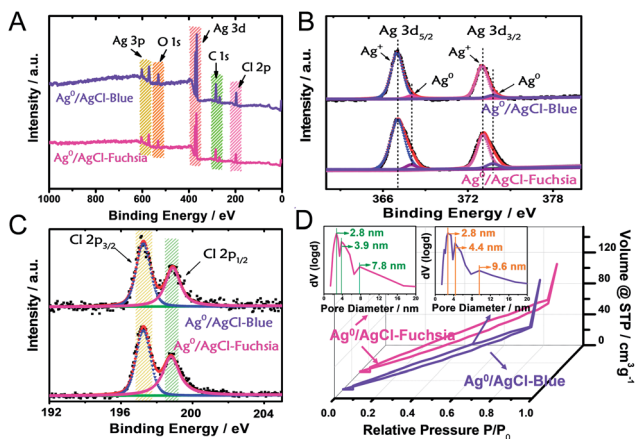 A
Ag 3p
O 1s
Ag 3d
C 1s
Cl 2p
Ag⁰/AgCl-Blue
Ag⁰/AgCl-Fuchsia
Intensity / a.u.
1000 800 600 400 200 0
Binding Energy / eV
B
Ag 3d5/2 Ag 3d3/2
Ag⁺ Ag⁺
Ag⁰ Ag⁰
Ag⁰/AgCl-Blue
Ag⁰/AgCl-Fuchsia
Intensity / a.u.
366 372 378
Binding Energy / eV
C
Cl 2p3/2 Cl 2p1/2
Ag⁰/AgCl-Blue
Ag⁰/AgCl-Fuchsia
Intensity / a.u.
192 196 200 204
Binding Energy / eV
D
2.8 nm
3.9 nm
7.8 nm
dV (logd)
0 4 8 12 16 20
Pore Diameter / nm
2.8 nm
4.4 nm
9.6 nm
dV (logd)
0 4 8 12 16 20
Pore Diameter / nm
Ag⁰/AgCl-Fuchsia
Ag⁰/AgCl-Blue
120
80
40
0
Volume @ STP / cm³ g⁻¹
0.0 0.2 0.4 0.6 0.8 1.0
Relative Pressure P/P₀